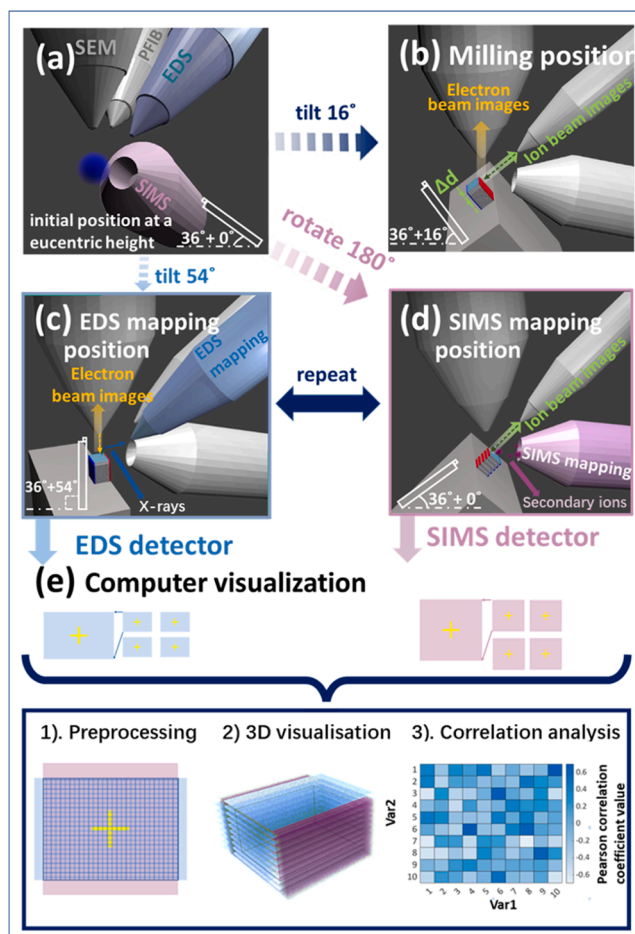 (a)
SEM
PFIB
EDS
SIMS
initial position at a
eucentric height
36°+ 0°
tilt 16°
rotate 180°
tilt 54°
(b) Milling position
Electron
beam images
Ion beam images
Δd
36°+16°
(c) EDS mapping
position
Electron
beam images
EDS mapping
36°+54°
X-rays
repeat
(d) SIMS mapping
position
Ion beam images
SIMS mapping
36°+ 0°
Secondary ions
EDS detector
SIMS detector
(e) Computer visualization
1). Preprocessing
2) 3D visualisation
3). Correlation analysis
Var2
1
2
3
4
5
6
7
8
9
10
1 2 3 4 5 6 7 8 9 10
Var1
0.6
0.2
-0.2
-0.6
Pearson correlation
coefficient value